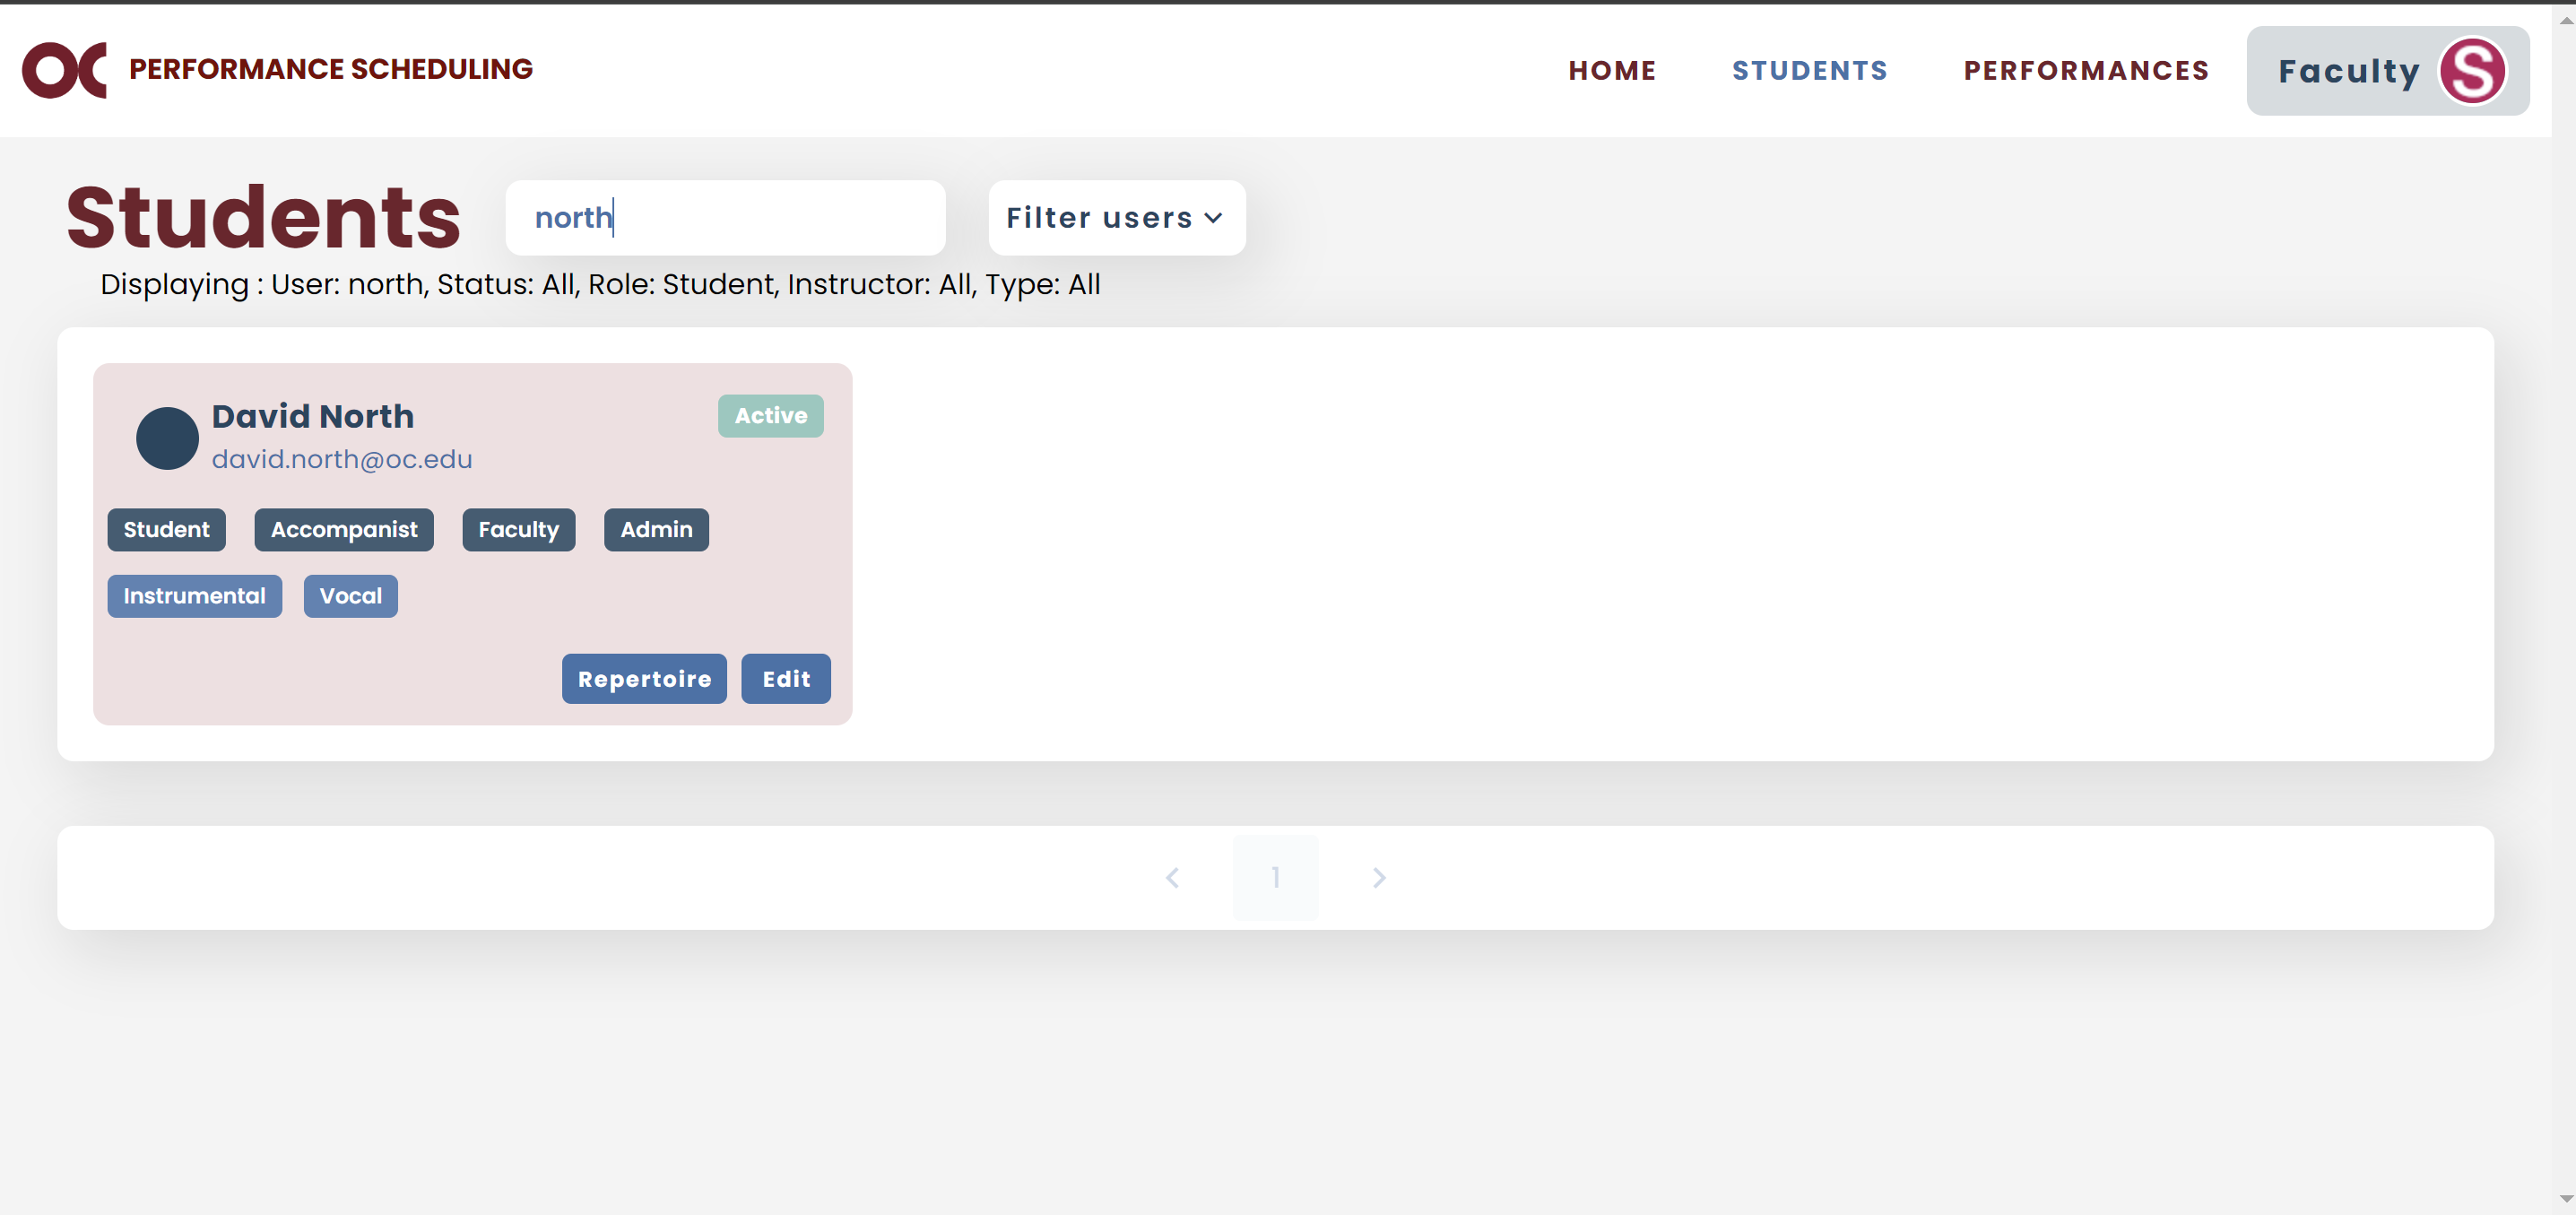 OC PERFORMANCE SCHEDULING HOME STUDENTS PERFORMANCES Faculty S
Students north Filter users
Displaying : User: north, Status: All, Role: Student, Instructor: All, Type: All
David North Active
david.north@oc.edu
Student Accompanist Faculty Admin
Instrumental Vocal
Repertoire Edit
1